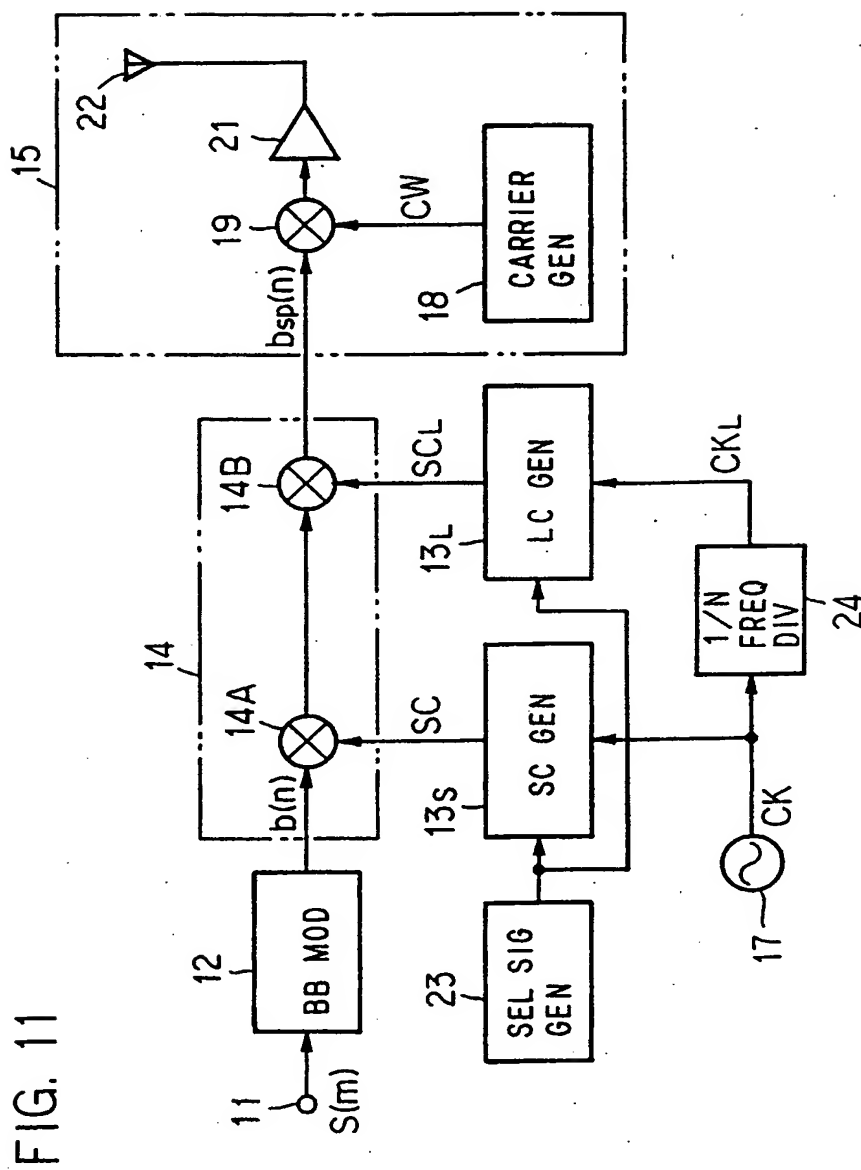 FIG. 11
11
S(m)
12
BB MOD
b(n)
14
14A
14B
bsp(n)
15
19
21
22
CW
18
CARRIER
GEN
SC
SCL
13S
SC GEN
13L
LC GEN
23
SEL SIG
GEN
17
CK
CKL
1/N
FREQ
DIV
24